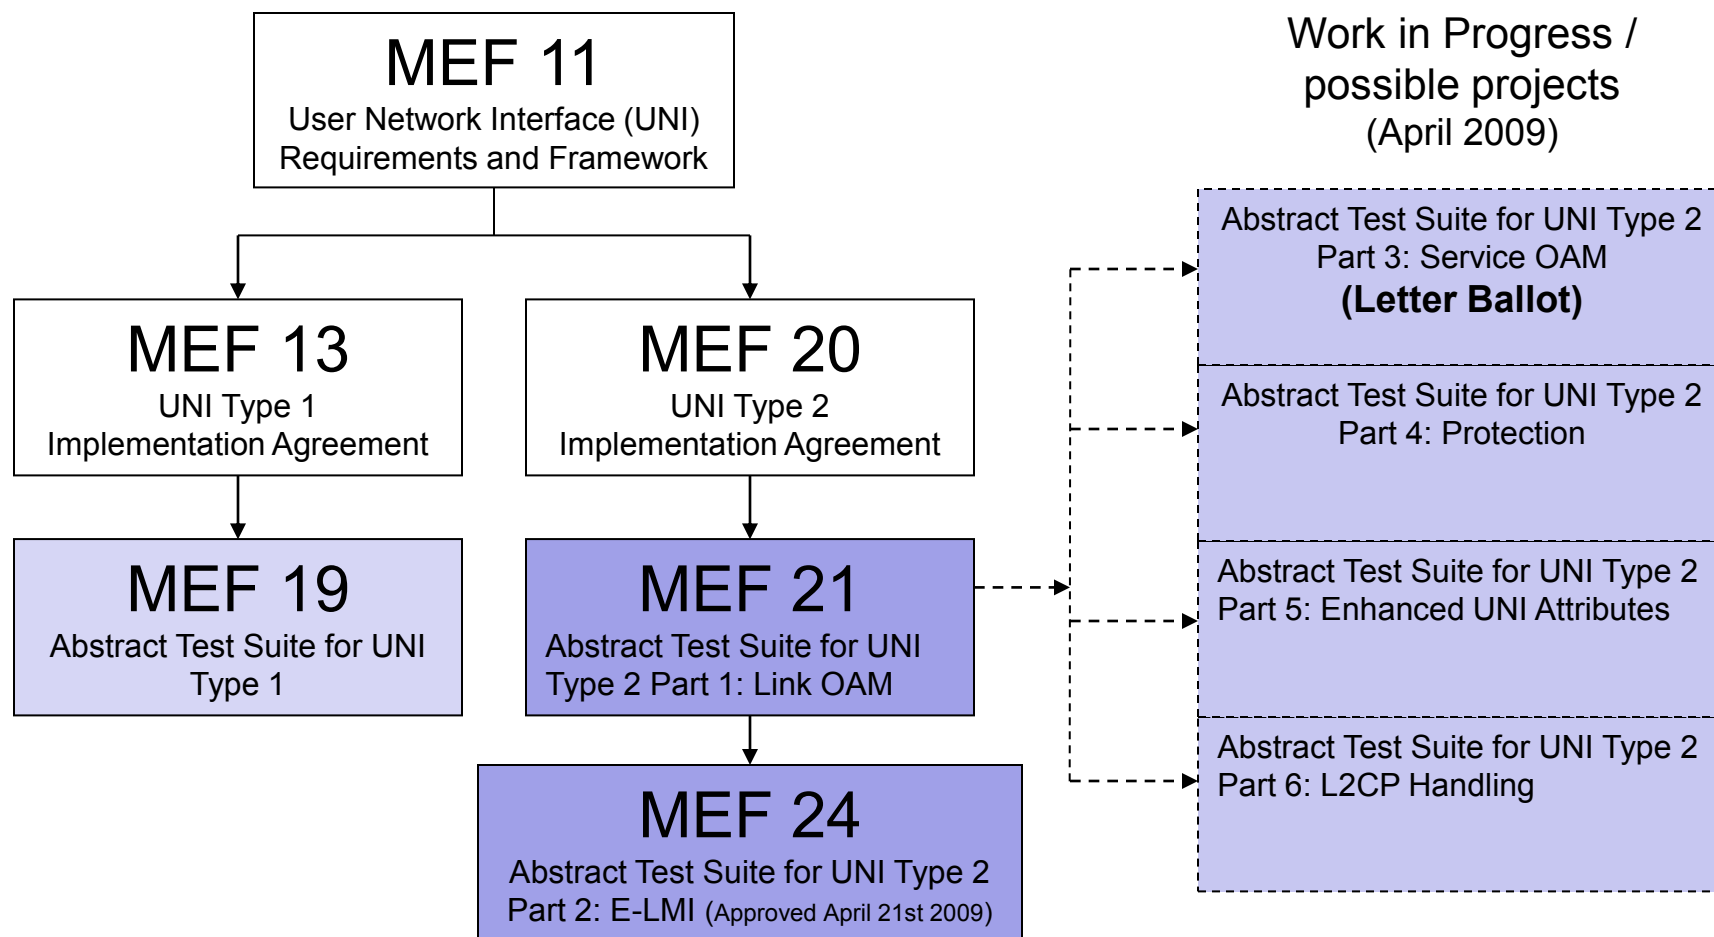 MEF 11
User Network Interface (UNI)
Requirements and Framework
MEF 13
UNI Type 1
Implementation Agreement
MEF 20
UNI Type 2
Implementation Agreement
MEF 19
Abstract Test Suite for UNI
Type 1
MEF 21
Abstract Test Suite for UNI
Type 2 Part 1: Link OAM
MEF 24
Abstract Test Suite for UNI Type 2
Part 2: E-LMI (Approved April 21st 2009)
Work in Progress /
possible projects
(April 2009)
Abstract Test Suite for UNI Type 2
Part 3: Service OAM
(Letter Ballot)
Abstract Test Suite for UNI Type 2
Part 4: Protection
Abstract Test Suite for UNI Type 2
Part 5: Enhanced UNI Attributes
Abstract Test Suite for UNI Type 2
Part 6: L2CP Handling